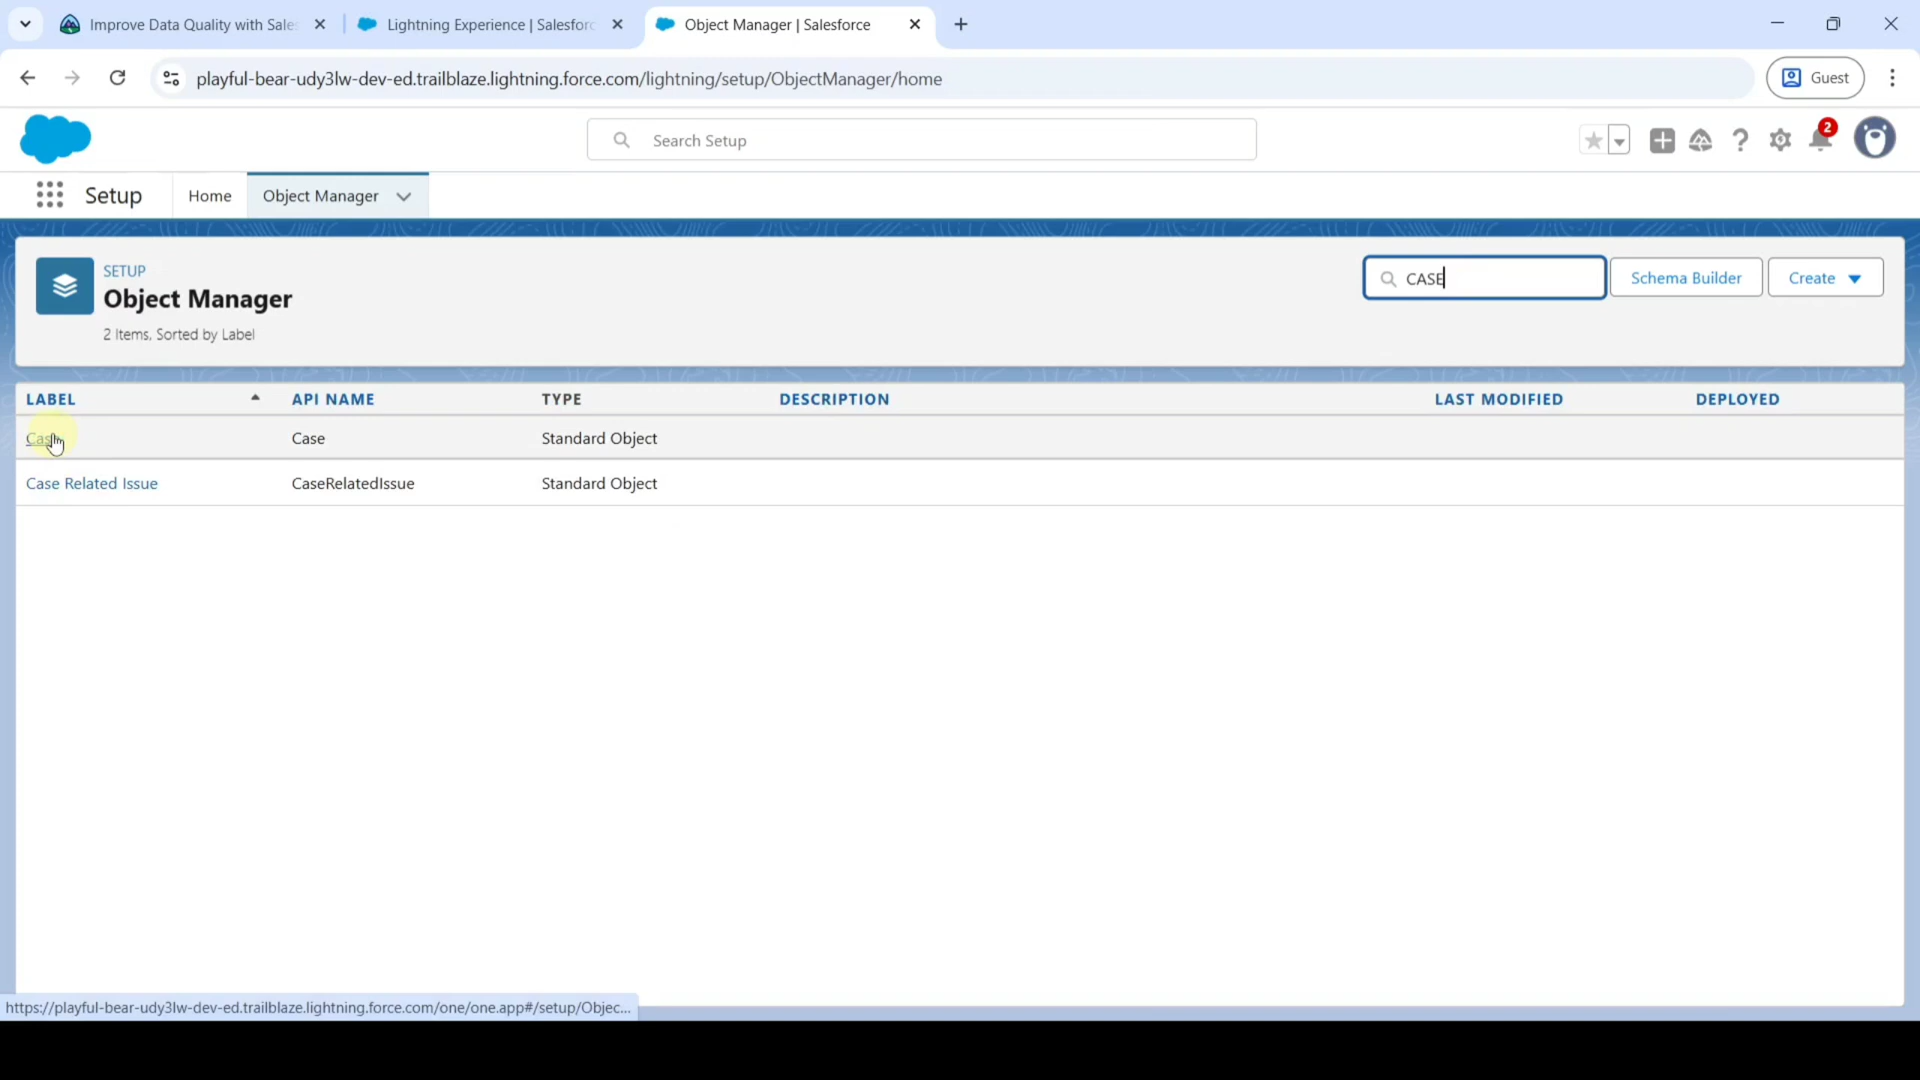 Improve Data Quality with Sale
Lightning Experience | Salesforc
Object Manager | Salesforce
playful-bear-udy3lw-dev-ed.trailblaze.lightning.force.com/lightning/setup/ObjectManager/home
Guest
Search Setup
2
Setup
Home
Object Manager
SETUP
Object Manager
2 Items, Sorted by Label
CASE
Schema Builder
Create
LABEL API NAME TYPE DESCRIPTION LAST MODIFIED DEPLOYED
Case Case Standard Object
Case Related Issue CaseRelatedIssue Standard Object
https://playful-bear-udy3lw-dev-ed.trailblaze.lightning.force.com/one/one.app#/setup/Objec...